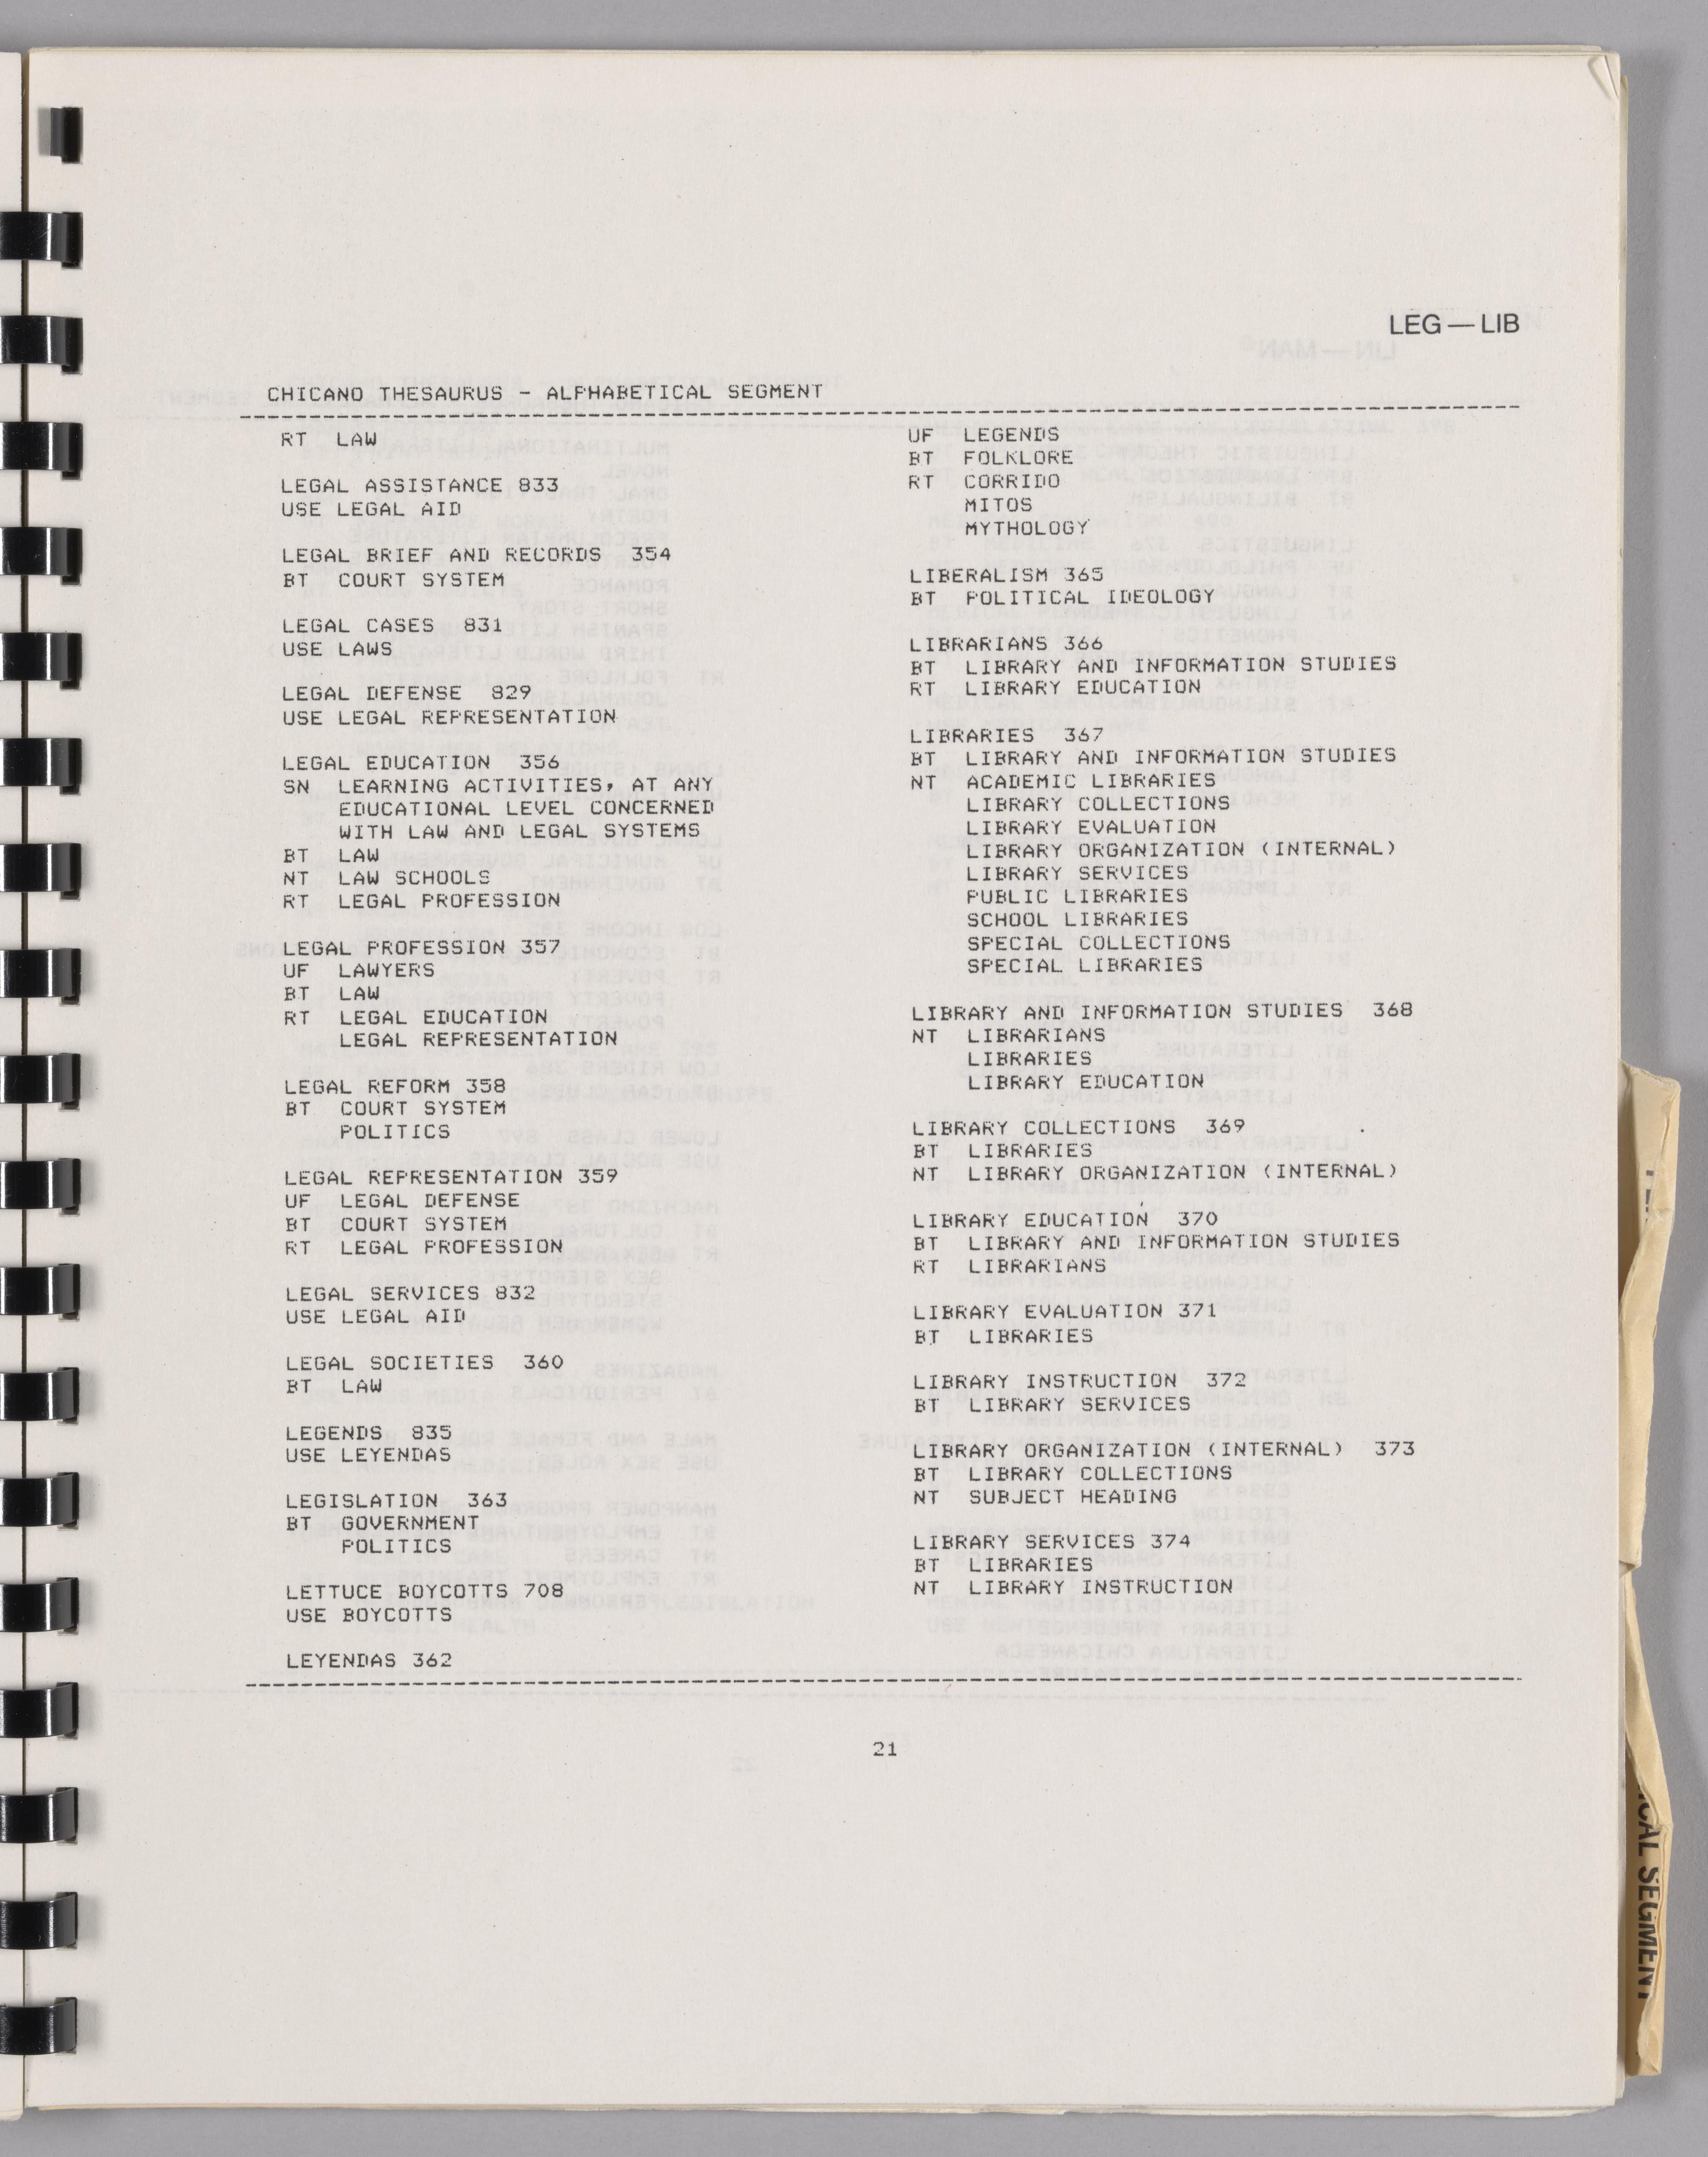 LEG—LIB
CHICANO THESAURUS - ALPHABETICAL SEGMENT
RT LAW
LEGAL ASSISTANCE 833
USE LEGAL AID
LEGAL BRIEF AND RECORDS 354
BT COURT SYSTEM
LEGAL CASES 831
USE LAWS
LEGAL DEFENSE 829
USE LEGAL REPRESENTATION
LEGAL EDUCATION 356
SN LEARNING ACTIVITIES, AT ANY
EDUCATIONAL LEVEL CONCERNED
WITH LAW AND LEGAL SYSTEMS
BT LAW
NT LAW SCHOOLS
RT LEGAL PROFESSION
LEGAL PROFESSION 357
UF LAWYERS
BT LAW
RT LEGAL EDUCATION
LEGAL REPRESENTATION
LEGAL REFORM 358
BT COURT SYSTEM
POLITICS
LEGAL REPRESENTATION 359
UF LEGAL DEFENSE
BT COURT SYSTEM
RT LEGAL PROFESSION
LEGAL SERVICES 832
USE LEGAL AID
LEGAL SOCIETIES 360
BT LAW
LEGENDS 835
USE LEYENDAS
LEGISLATION 363
BT GOVERNMENT
POLITICS
LETTUCE BOYCOTTS 708
USE BOYCOTTS
LEYENDAS 362
UF LEGENDS
BT FOLKLORE
RT CORRIDO
MITOS
MYTHOLOGY
LIBERALISM 365
BT POLITICAL IDEOLOGY
LIBRARIANS 366
BT LIBRARY AND INFORMATION STUDIES
RT LIBRARY EDUCATION
LIBRARIES 367
BT LIBRARY AND INFORMATION STUDIES
NT ACADEMIC LIBRARIES
LIBRARY COLLECTIONS
LIBRARY EVALUATION
LIBRARY ORGANIZATION (INTERNAL)
LIBRARY SERVICES
PUBLIC LIBRARIES
SCHOOL LIBRARIES
SPECIAL COLLECTIONS
SPECIAL LIBRARIES
LIBRARY AND INFORMATION STUDIES 368
NT LIBRARIANS
LIBRARIES
LIBRARY EDUCATION
LIBRARY COLLECTIONS 369
BT LIBRARIES
NT LIBRARY ORGANIZATION (INTERNAL)
LIBRARY EDUCATION 370
BT LIBRARY AND INFORMATION STUDIES
RT LIBRARIANS
LIBRARY EVALUATION 371
BT LIBRARIES
LIBRARY INSTRUCTION 372
BT LIBRARY SERVICES
LIBRARY ORGANIZATION (INTERNAL) 373
BT LIBRARY COLLECTIONS
NT SUBJECT HEADING
LIBRARY SERVICES 374
BT LIBRARIES
NT LIBRARY INSTRUCTION
21
SEGMENT